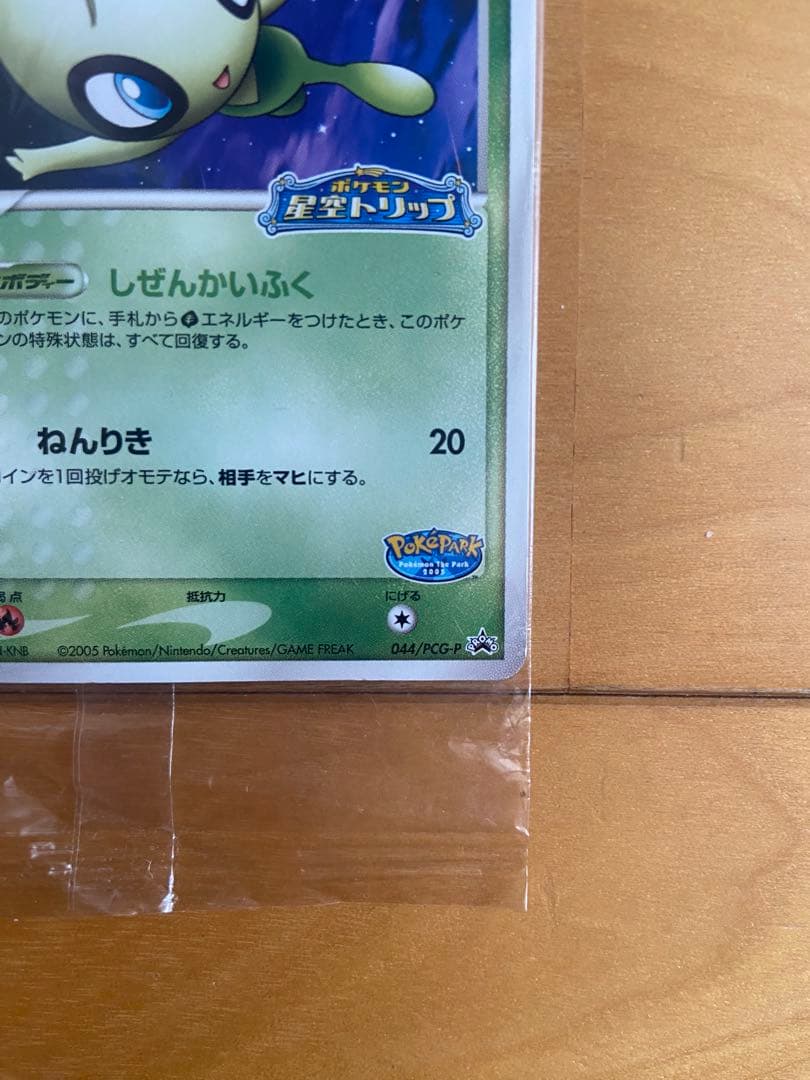 ポケモン
星空トリップ
ボディー しぜんかいふく
のポケモンに、手札からエネルギーをつけたとき、このポケ
ンの特殊状態は、すべて回復する。
ねんりき 20
インを1回投げオモテなら、相手をマヒにする。
POKÉPARK
Pokémon The Park
2005
弱点 抵抗力 にげる
-KNB ©2005 Pokémon/Nintendo/Creatures/GAME FREAK 044/PCG-P PROMO